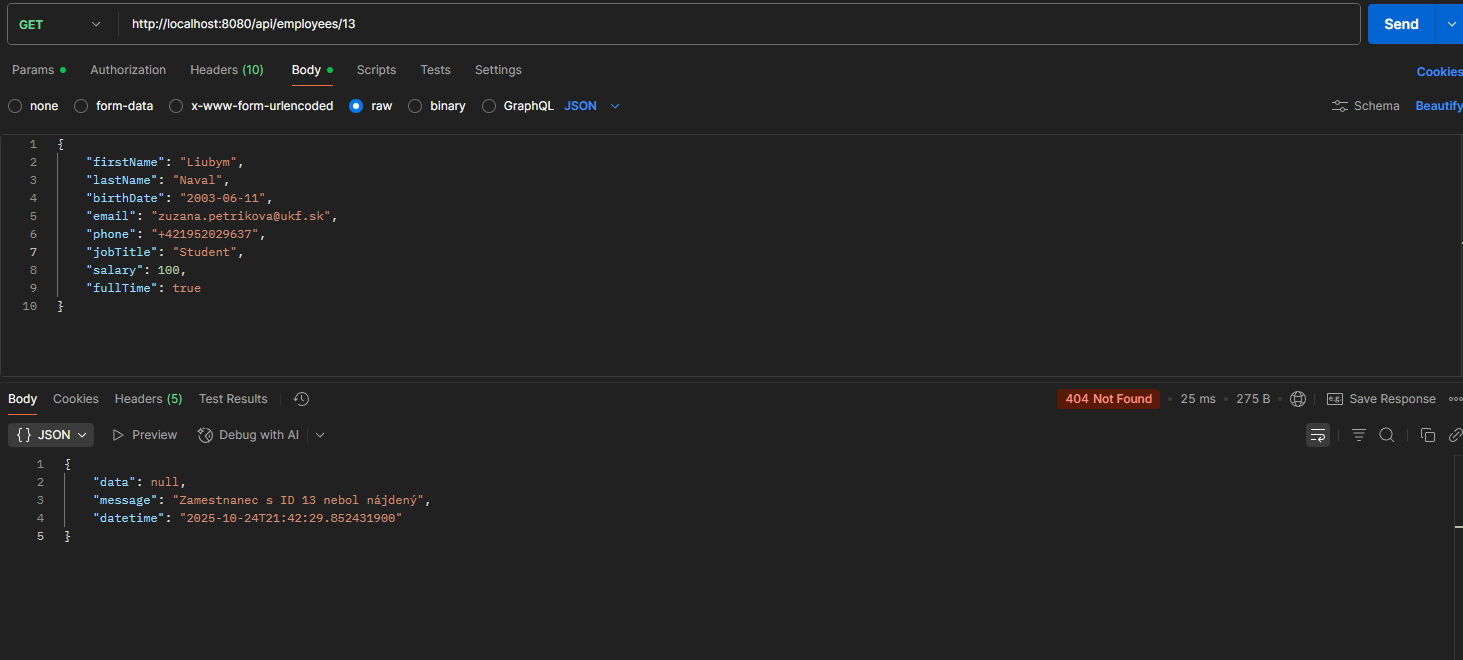 GET http://localhost:8080/api/employees/13 Send
Params Authorization Headers (10) Body Scripts Tests Settings Cookies
none form-data x-www-form-urlencoded raw binary GraphQL JSON Schema Beautify
1 {
2 "firstName": "Liubym",
3 "lastName": "Naval",
4 "birthDate": "2003-06-11",
5 "email": "zuzana.petrikova@ukf.sk",
6 "phone": "+421952029637",
7 "jobTitle": "Student",
8 "salary": 100,
9 "fullTime": true
10 }
Body Cookies Headers (5) Test Results 404 Not Found 25 ms 275 B e.g. Save Response
{} JSON Preview Debug with AI
1 {
2 "data": null,
3 "message": "Zamestnanec s ID 13 nebol nájdený",
4 "datetime": "2025-10-24T21:42:29.852431900"
5 }